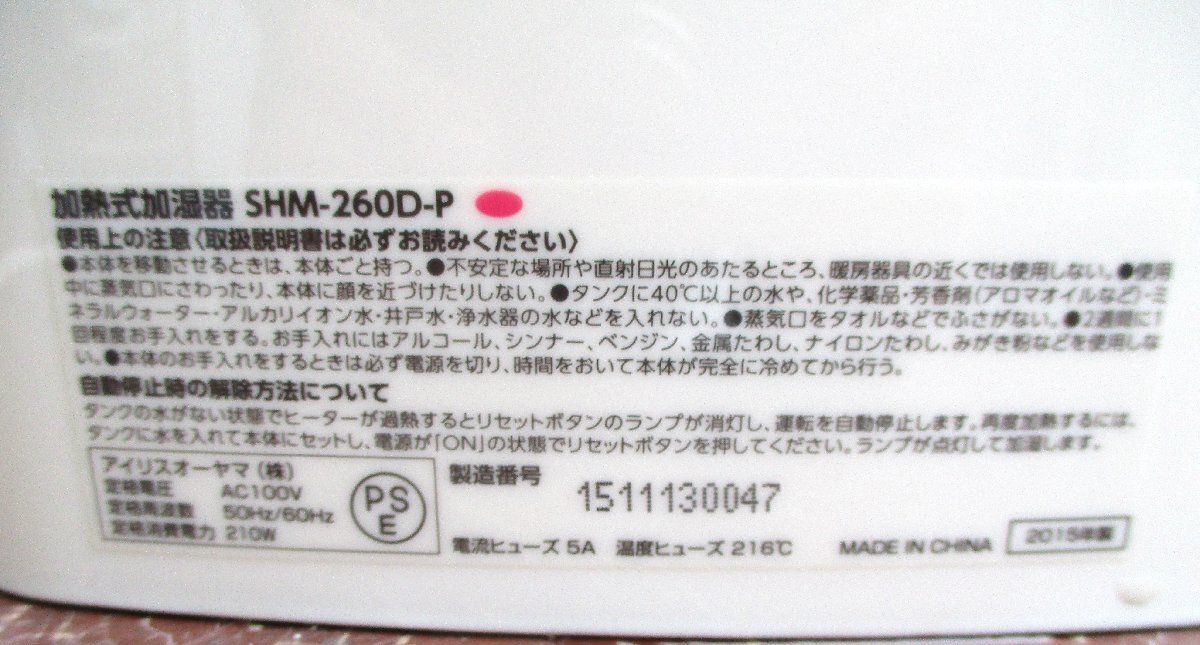 加熱式加湿器 SHM-260D-P
使用上の注意〈取扱説明書は必ずお読みください〉
●本体を移動させるときは、本体ごと持つ。●不安定な場所や直射日光のあたるところ、暖房器具の近くでは使用しない。●使用
中に蒸気口にさわったり、本体に顔を近づけたりしない。●タンクに40℃以上の水や、化学薬品・芳香剤(アロマオイルなど)・ミ
ネラルウォーター・アルカリイオン水・井戸水・浄水器の水などを入れない。●蒸気口をタオルなどでふさがない。●2週間に1
回程度お手入れをする。お手入れにはアルコール、シンナー、ベンジン、金属たわし、ナイロンたわし、みがき粉などを使用しな
い。●本体のお手入れをするときは必ず電源を切り、時間をおいて本体が完全に冷めてから行う。
自動停止時の解除方法について
タンクの水がない状態でヒーターが過熱するとリセットボタンのランプが消灯し、運転を自動停止します。再度加熱するには、
タンクに水を入れて本体にセットし、電源が「ON」の状態でリセットボタンを押してください。ランプが点灯して加湿します。
アイリスオーヤマ(株)
定格電圧 AC100V
定格周波数 50Hz/60Hz
定格消費電力 210W
PS
E
製造番号 1511130047
電流ヒューズ 5A 温度ヒューズ 216℃ MADE IN CHINA 2015年製